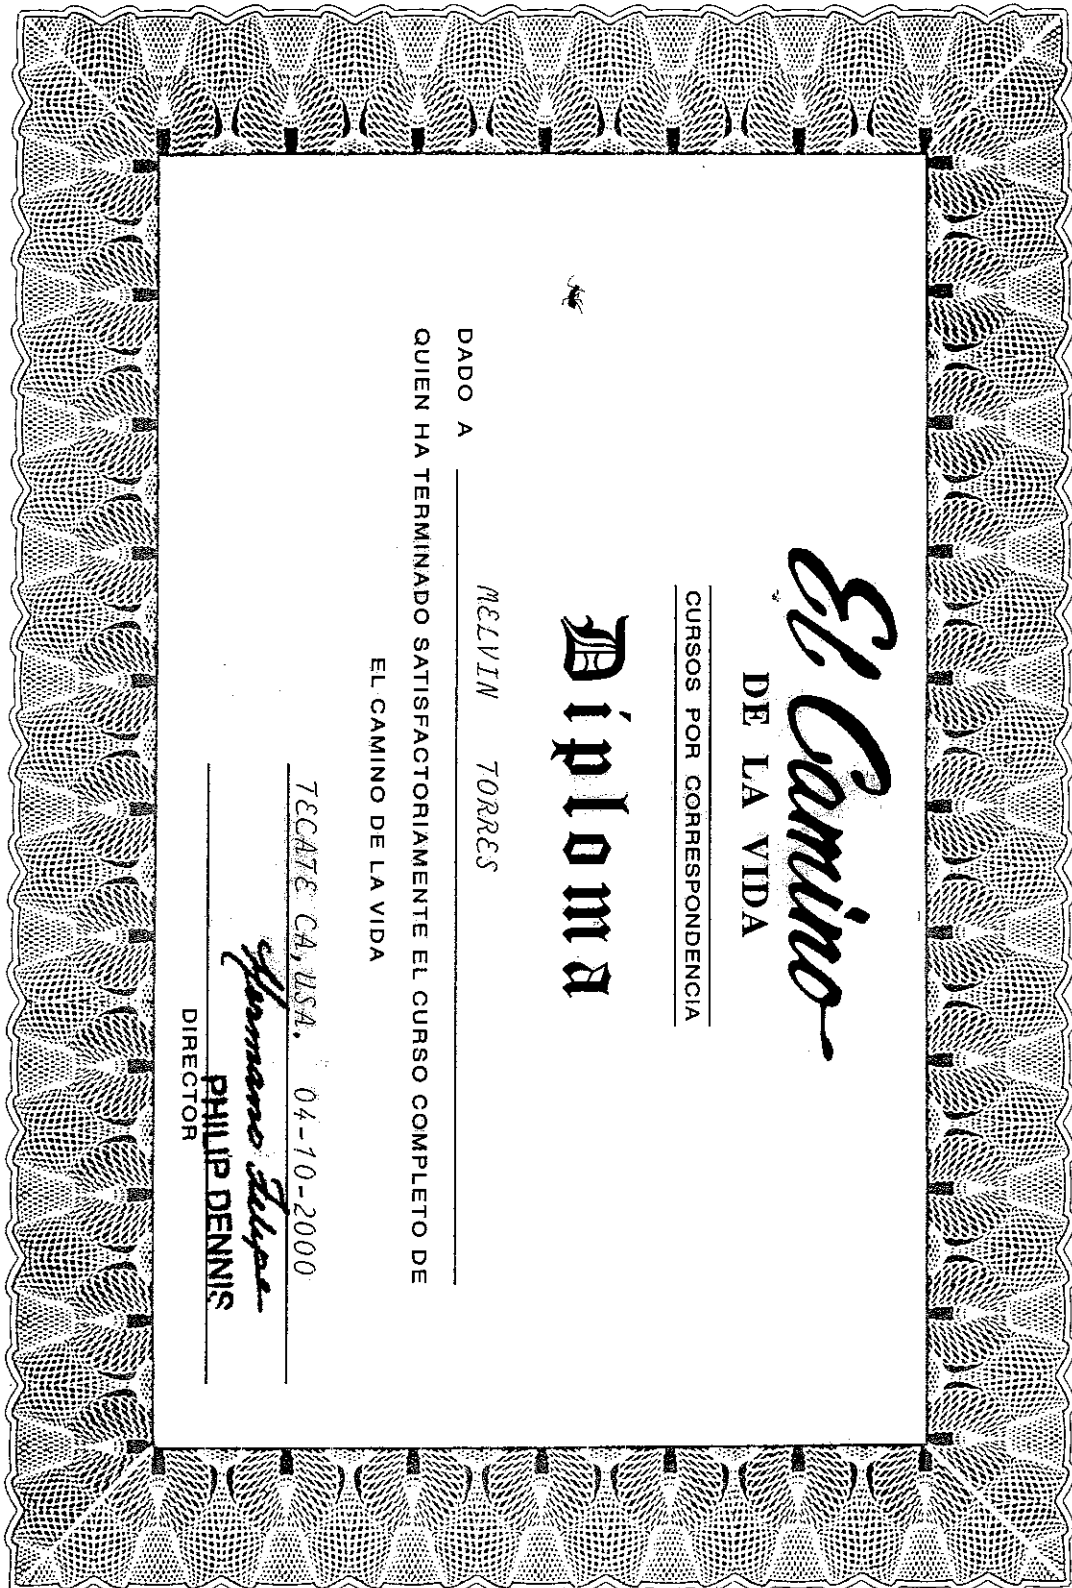 El Camino
DE LA VIDA
CURSOS POR CORRESPONDENCIA
Diploma
DADO A MELVIN TORRES
QUIEN HA TERMINADO SATISFACTORIAMENTE EL CURSO COMPLETO DE
EL CAMINO DE LA VIDA
TECATE CA, USA. 04-10-2000
Hermano Felipe
PHILIP DENNIS
DIRECTOR